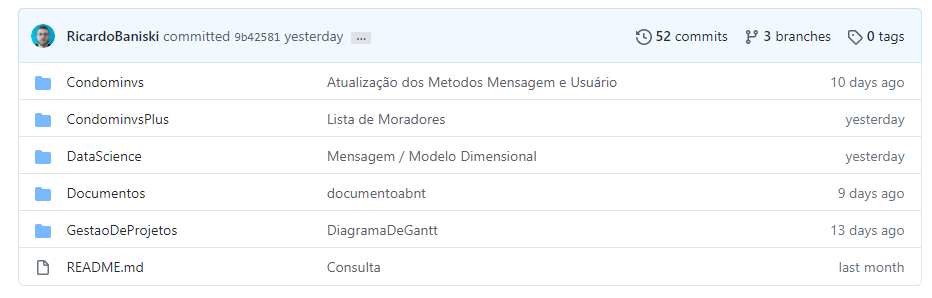 RicardoBaniski committed 9b42581 yesterday ... 52 commits 3 branches 0 tags
Condominvs Atualização dos Metodos Mensagem e Usuário 10 days ago
CondominvsPlus Lista de Moradores yesterday
DataScience Mensagem / Modelo Dimensional yesterday
Documentos documentoabnt 9 days ago
GestaoDeProjetos DiagramaDeGantt 13 days ago
README.md Consulta last month